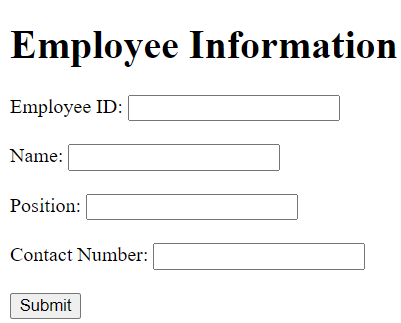 Employee Information
Employee ID:
Name:
Position:
Contact Number:
Submit